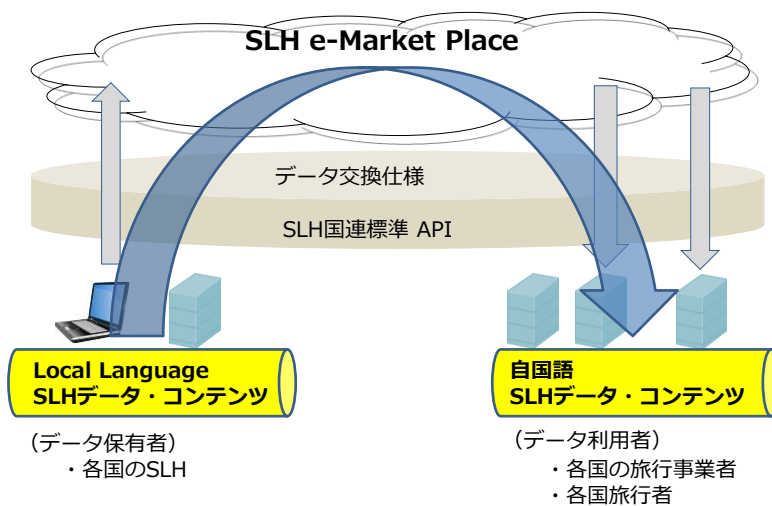 SLH e-Market Place
データ交換仕様
SLH国連標準 API
Local Language
SLHデータ・コンテンツ
(データ保有者)
・各国のSLH
自国語
SLHデータ・コンテンツ
(データ利用者)
・各国の旅行事業者
・各国旅行者